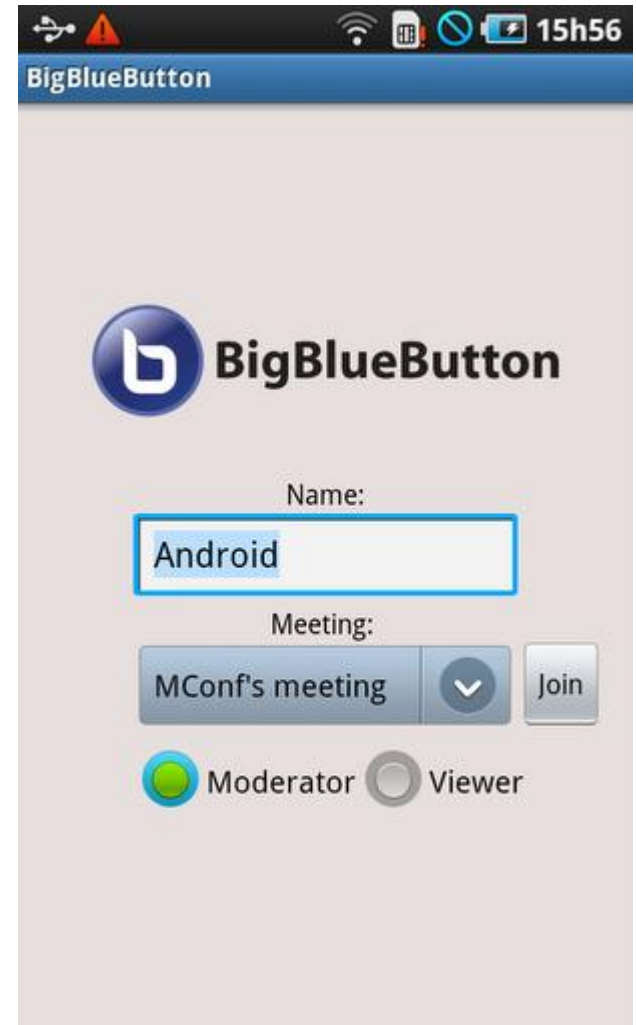 15h56
BigBlueButton
BigBlueButton
Name:
Android
Meeting:
MConf's meeting
Join
Moderator Viewer